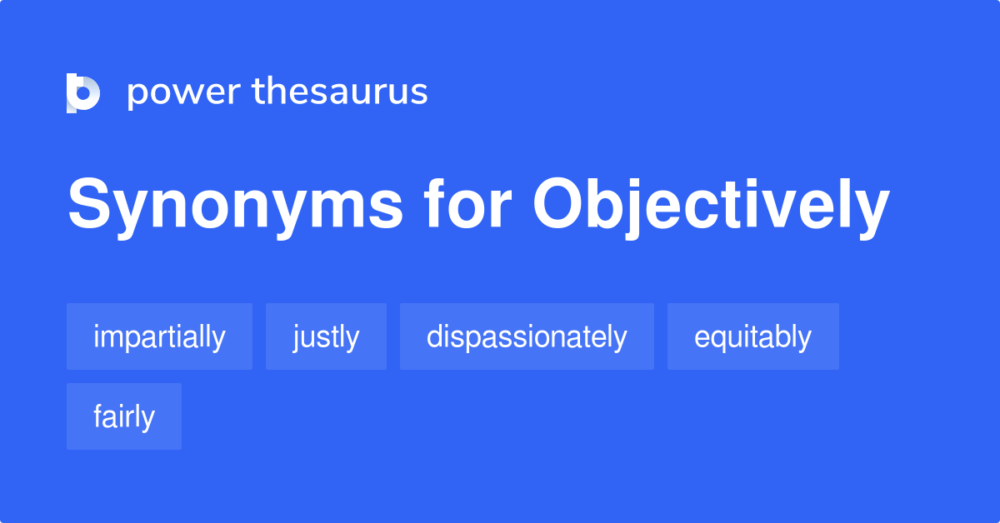 power thesaurus
Synonyms for Objectively
impartially justly dispassionately equitably
fairly